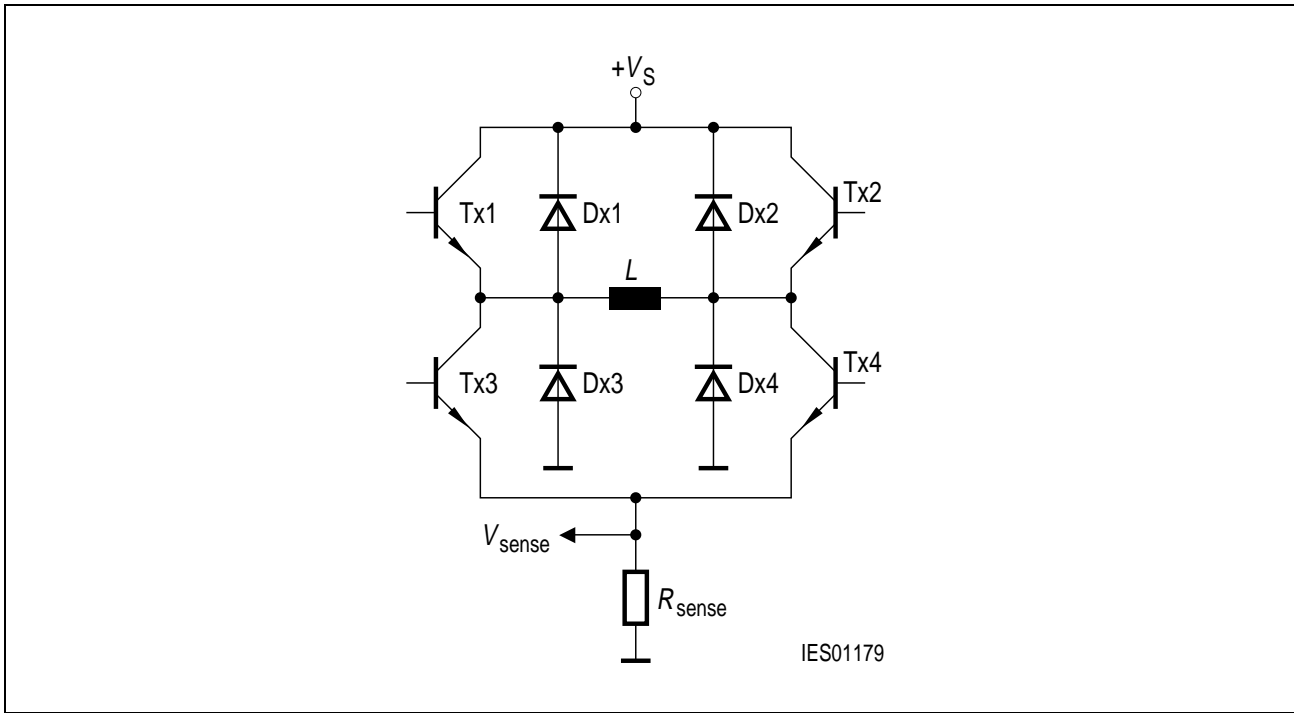 +VS
Tx1
Dx1
Dx2
Tx2
L
Tx3
Dx3
Dx4
Tx4
Vsense
Rsense
IES01179